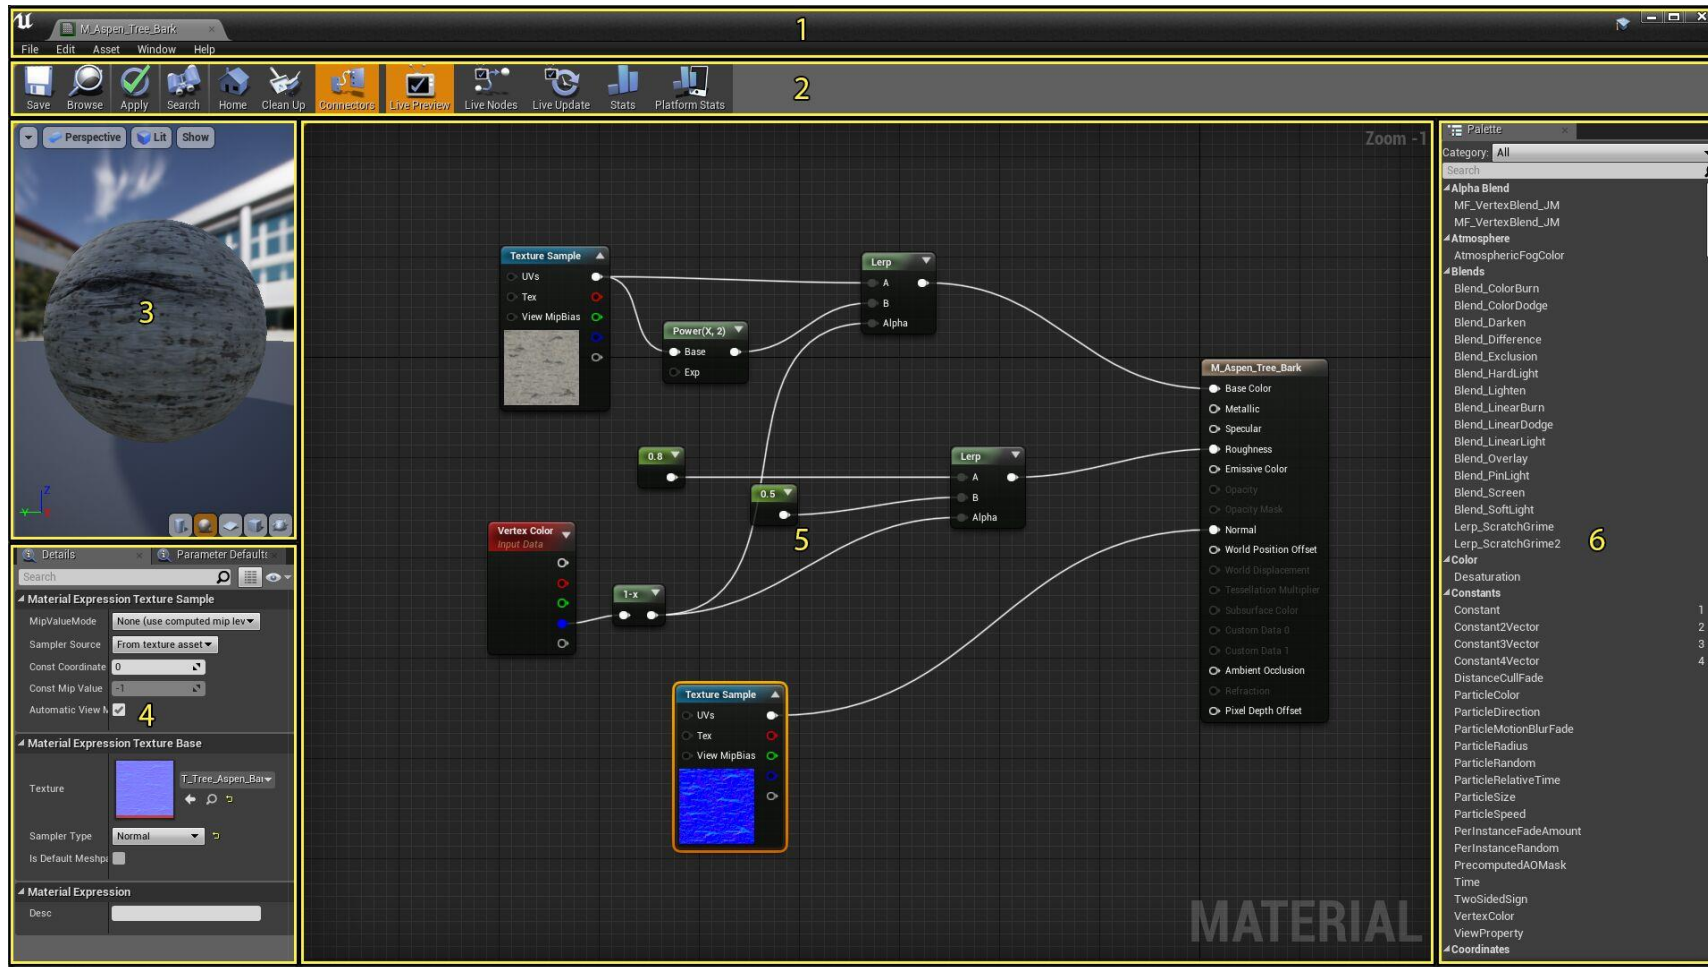 M_Aspen_Tree_Bark
1
File Edit Asset Window Help
Save Browse Apply Search Home Clean Up Connectors Live Preview Live Nodes Live Update Stats Platform Stats
2
Perspective Lit Show
3
Z
Y
Details Parameter Defaults
Search
Material Expression Texture Sample
MipValueMode None (use computed mip lev
Sampler Source From texture asset
Const Coordinate 0
Const Mip Value -1
Automatic View M
4
Material Expression Texture Base
Texture T_Tree_Aspen_Bar
Sampler Type Normal
Is Default Meshpa
Material Expression
Desc
Zoom -1
Texture Sample
UVs
Tex
View MipBias
Power(X, 2)
Base
Exp
Lerp
A
B
Alpha
0.8
0.5
Lerp
A
B
Alpha
Vertex Color
Input Data
1-x
5
Texture Sample
UVs
Tex
View MipBias
M_Aspen_Tree_Bark
Base Color
Metallic
Specular
Roughness
Emissive Color
Opacity
Opacity Mask
Normal
World Position Offset
World Displacement
Tessellation Multiplier
Subsurface Color
Custom Data 0
Custom Data 1
Ambient Occlusion
Refraction
Pixel Depth Offset
MATERIAL
Palette
Category: All
Search
Alpha Blend
MF_VertexBlend_JM
MF_VertexBlend_JM
Atmosphere
AtmosphericFogColor
Blends
Blend_ColorBurn
Blend_ColorDodge
Blend_Darken
Blend_Difference
Blend_Exclusion
Blend_HardLight
Blend_Lighten
Blend_LinearBurn
Blend_LinearDodge
Blend_LinearLight
Blend_Overlay
Blend_PinLight
Blend_Screen
Blend_SoftLight
Lerp_ScratchGrime
Lerp_ScratchGrime2
6
Color
Desaturation
Constants
Constant 1
Constant2Vector 2
Constant3Vector 3
Constant4Vector 4
DistanceCullFade
ParticleColor
ParticleDirection
ParticleMotionBlurFade
ParticleRadius
ParticleRandom
ParticleRelativeTime
ParticleSize
ParticleSpeed
PerInstanceFadeAmount
PerInstanceRandom
PrecomputedAOMask
Time
TwoSidedSign
VertexColor
ViewProperty
Coordinates